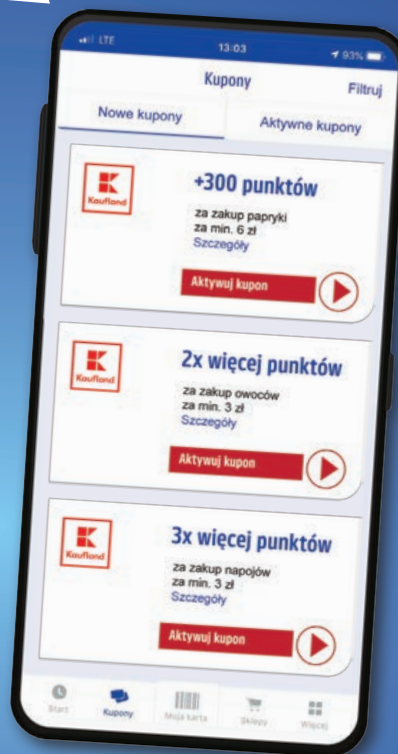 LTE 13:03 93%
Kupony Filtruj
Nowe kupony Aktywne kupony
K
Kaufland
+300 punktów
za zakup papryki
za min. 6 zł
Szczegóły
Aktywuj kupon
K
Kaufland
2x więcej punktów
za zakup owoców
za min. 3 zł
Szczegóły
Aktywuj kupon
K
Kaufland
3x więcej punktów
za zakup napojów
za min. 3 zł
Szczegóły
Aktywuj kupon
Start Kupony Moja karta Sklepy Więcej